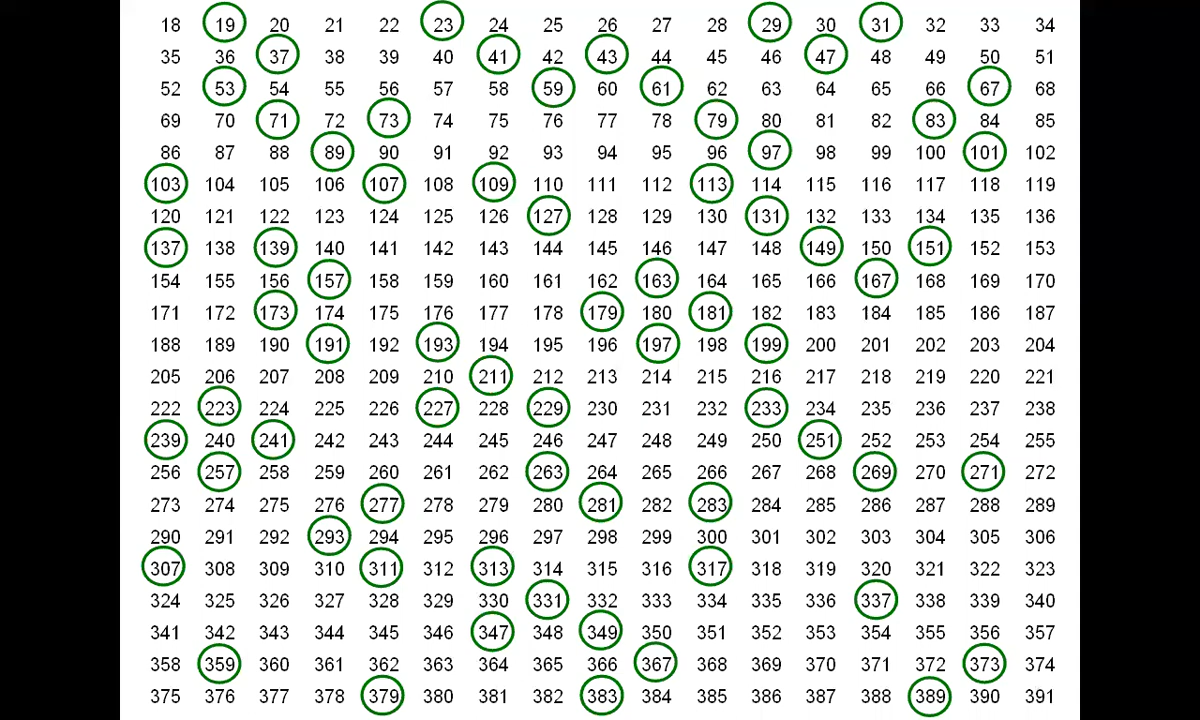 18 19 20 21 22 23 24 25 26 27 28 29 30 31 32 33 34
35 36 37 38 39 40 41 42 43 44 45 46 47 48 49 50 51
52 53 54 55 56 57 58 59 60 61 62 63 64 65 66 67 68
69 70 71 72 73 74 75 76 77 78 79 80 81 82 83 84 85
86 87 88 89 90 91 92 93 94 95 96 97 98 99 100 101 102
103 104 105 106 107 108 109 110 111 112 113 114 115 116 117 118 119
120 121 122 123 124 125 126 127 128 129 130 131 132 133 134 135 136
137 138 139 140 141 142 143 144 145 146 147 148 149 150 151 152 153
154 155 156 157 158 159 160 161 162 163 164 165 166 167 168 169 170
171 172 173 174 175 176 177 178 179 180 181 182 183 184 185 186 187
188 189 190 191 192 193 194 195 196 197 198 199 200 201 202 203 204
205 206 207 208 209 210 211 212 213 214 215 216 217 218 219 220 221
222 223 224 225 226 227 228 229 230 231 232 233 234 235 236 237 238
239 240 241 242 243 244 245 246 247 248 249 250 251 252 253 254 255
256 257 258 259 260 261 262 263 264 265 266 267 268 269 270 271 272
273 274 275 276 277 278 279 280 281 282 283 284 285 286 287 288 289
290 291 292 293 294 295 296 297 298 299 300 301 302 303 304 305 306
307 308 309 310 311 312 313 314 315 316 317 318 319 320 321 322 323
324 325 326 327 328 329 330 331 332 333 334 335 336 337 338 339 340
341 342 343 344 345 346 347 348 349 350 351 352 353 354 355 356 357
358 359 360 361 362 363 364 365 366 367 368 369 370 371 372 373 374
375 376 377 378 379 380 381 382 383 384 385 386 387 388 389 390 391